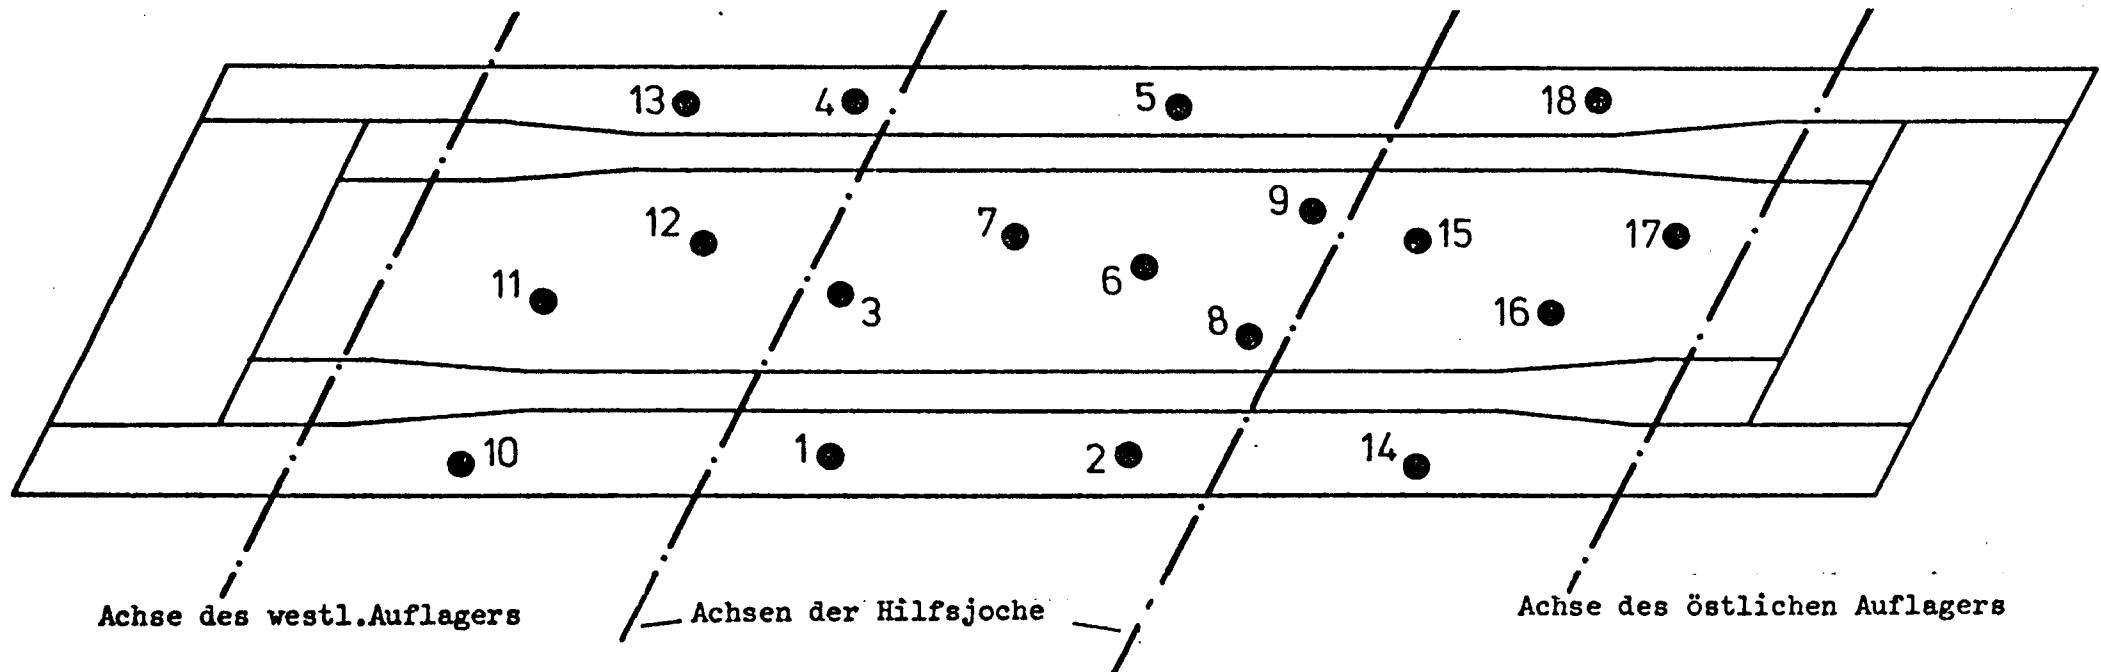 13 4 5 18
9
12 7 15 17
6
11 3 8 16
10 1 2 14
Achse des westl.Auflagers
Achsen der Hilfsjoche
Achse des östlichen Auflagers